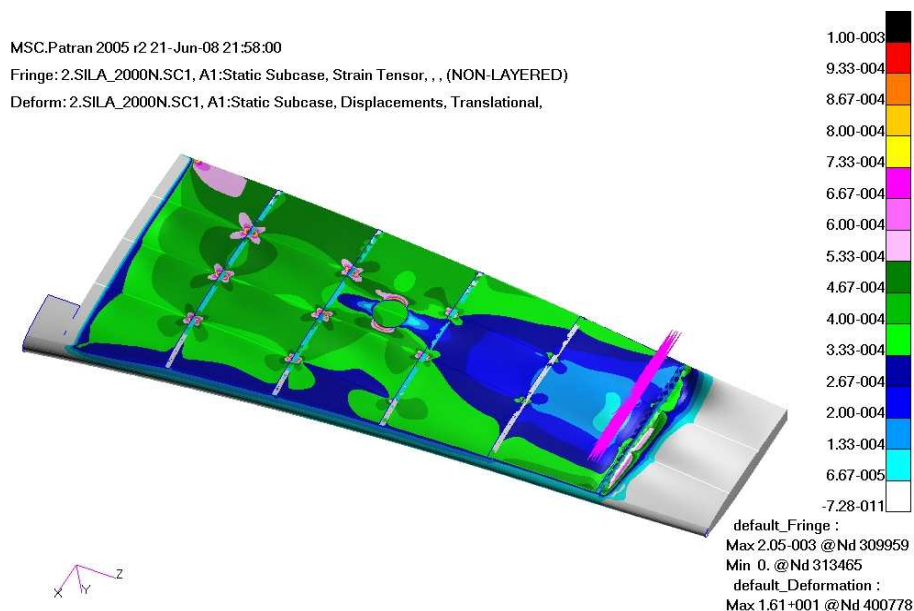 MSC.Patran 2005 r2 21-Jun-08 21:58:00
Fringe: 2.SILA_2000N.SC1, A1:Static Subcase, Strain Tensor, , , (NON-LAYERED)
Deform: 2.SILA_2000N.SC1, A1:Static Subcase, Displacements, Translational,
1.00-003
9.33-004
8.67-004
8.00-004
7.33-004
6.67-004
6.00-004
5.33-004
4.67-004
4.00-004
3.33-004
2.67-004
2.00-004
1.33-004
6.67-005
-7.28-011
default_Fringe :
Max 2.05-003 @Nd 309959
Min 0. @Nd 313465
default_Deformation :
Max 1.61+001 @Nd 400778
X
Y
Z